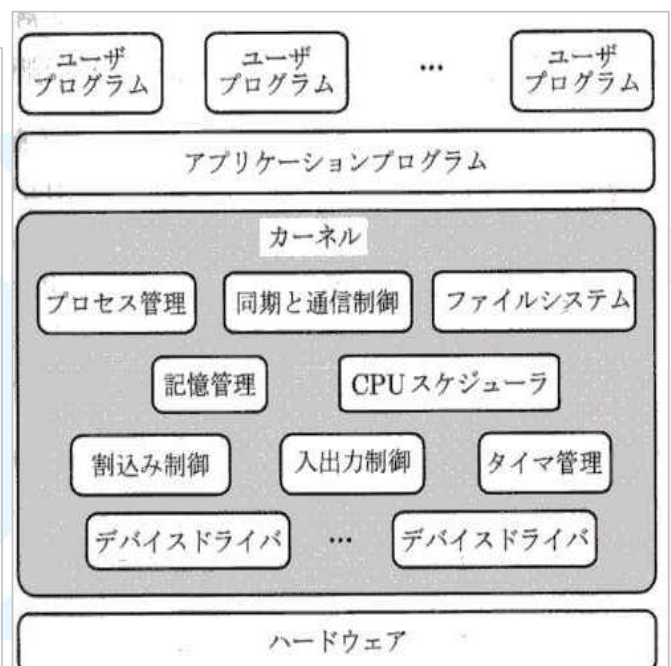 ユーザ
プログラム
ユーザ
プログラム
…
ユーザ
プログラム
アプリケーションプログラム
カーネル
プロセス管理
同期と通信制御
ファイルシステム
記憶管理
CPUスケジューラ
割込み制御
入出力制御
タイマ管理
デバイスドライバ
…
デバイスドライバ
ハードウェア